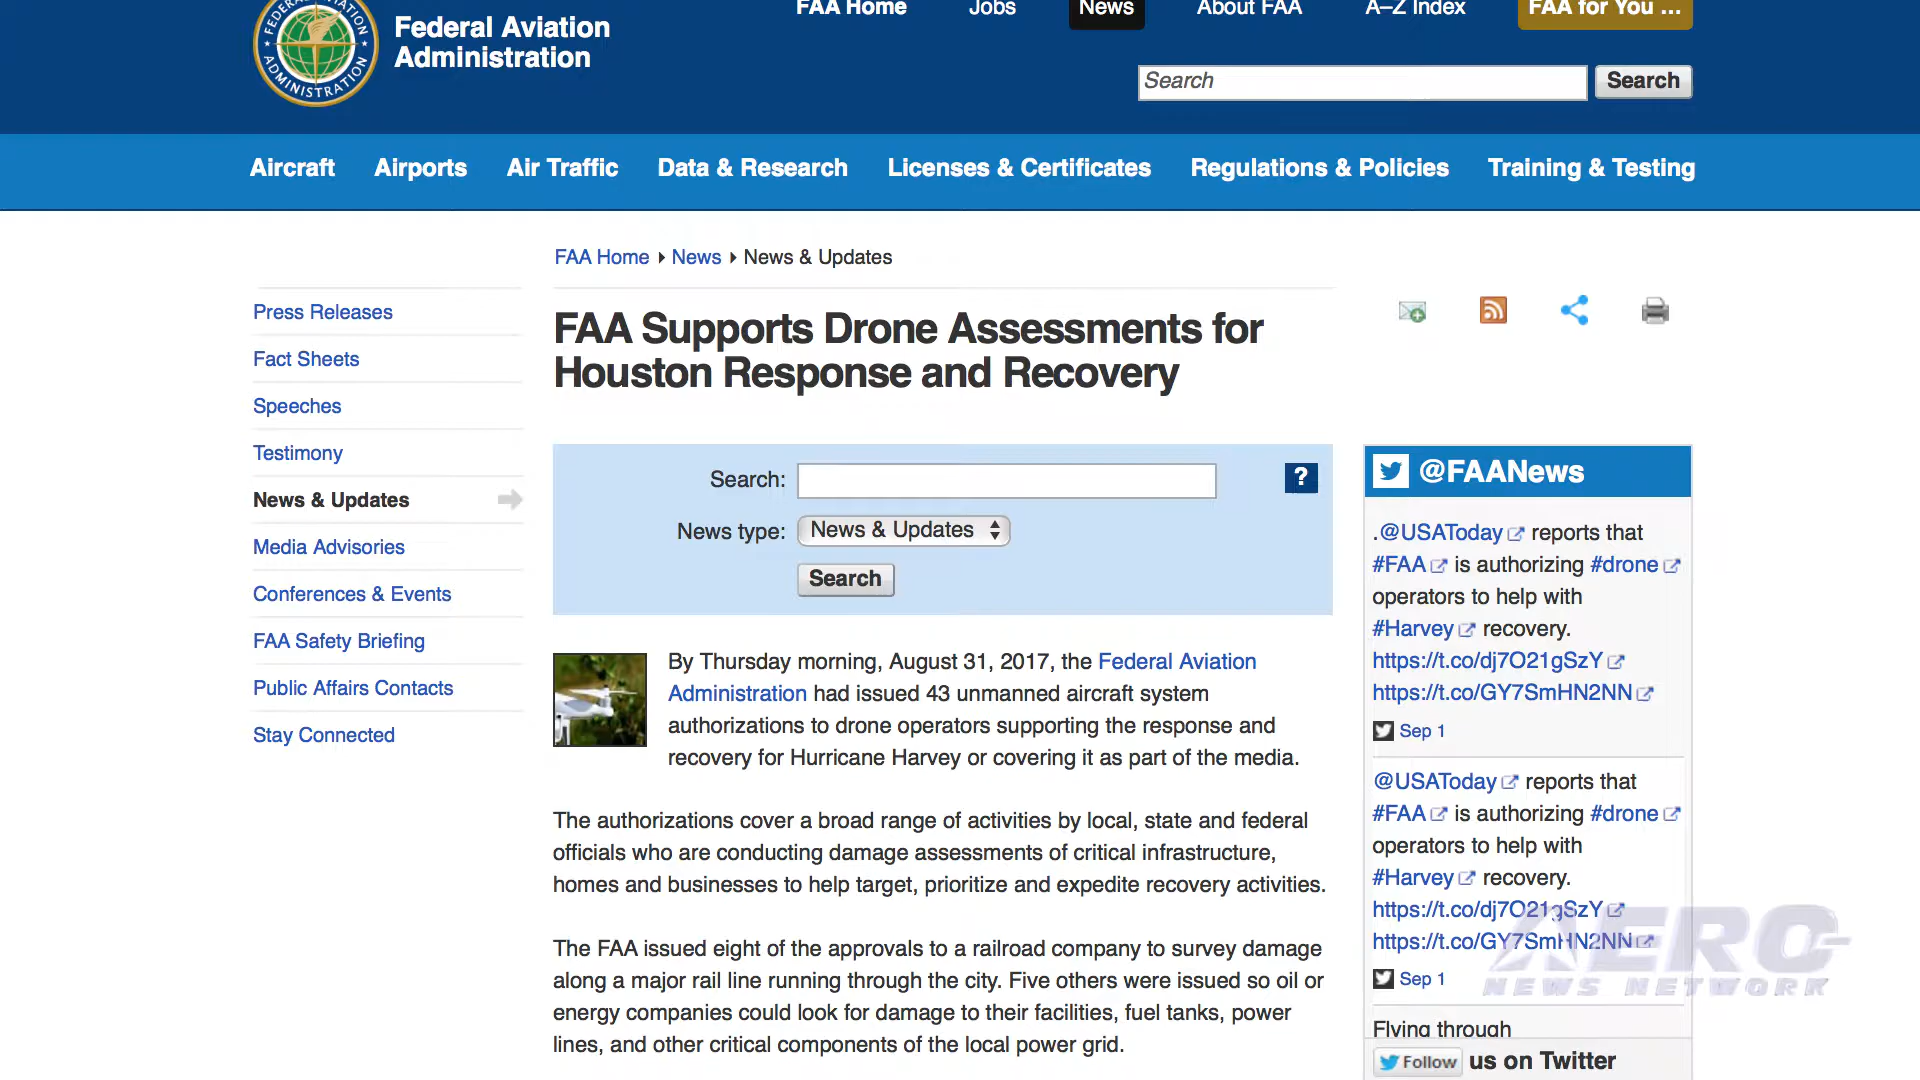 FEDERAL AVIATION
ADMINISTRATION
Federal Aviation
Administration
FAA Home
Jobs
News
About FAA
A–Z Index
FAA for You ...
Search
Search
Aircraft
Airports
Air Traffic
Data & Research
Licenses & Certificates
Regulations & Policies
Training & Testing
FAA Home
News
News & Updates
Press Releases
Fact Sheets
Speeches
Testimony
News & Updates
Media Advisories
Conferences & Events
FAA Safety Briefing
Public Affairs Contacts
Stay Connected
FAA Supports Drone Assessments for
Houston Response and Recovery
Search:
?
News type: News & Updates
Search
By Thursday morning, August 31, 2017, the Federal Aviation
Administration had issued 43 unmanned aircraft system
authorizations to drone operators supporting the response and
recovery for Hurricane Harvey or covering it as part of the media.
The authorizations cover a broad range of activities by local, state and federal
officials who are conducting damage assessments of critical infrastructure,
homes and businesses to help target, prioritize and expedite recovery activities.
The FAA issued eight of the approvals to a railroad company to survey damage
along a major rail line running through the city. Five others were issued so oil or
energy companies could look for damage to their facilities, fuel tanks, power
lines, and other critical components of the local power grid.
@FAANews
.@USAToday reports that
#FAA is authorizing #drone
operators to help with
#Harvey recovery.
https://t.co/dj7O21gSzY
https://t.co/GY7SmHN2NN
Sep 1
@USAToday reports that
#FAA is authorizing #drone
operators to help with
#Harvey recovery.
https://t.co/dj7O21gSzY
https://t.co/GY7SmHN2NN
Sep 1
Flying through
Follow us on Twitter
AERO-
NEWS NETWORK